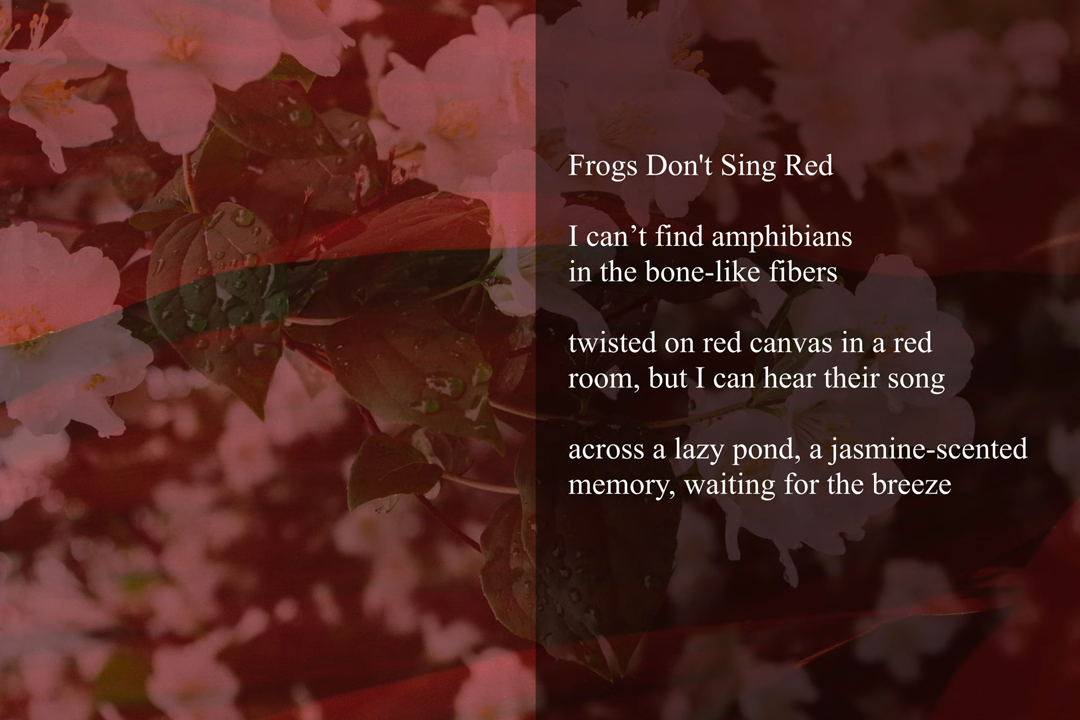 Frogs Don't Sing Red
I can’t find amphibians
in the bone-like fibers
twisted on red canvas in a red
room, but I can hear their song
across a lazy pond, a jasmine-scented
memory, waiting for the breeze